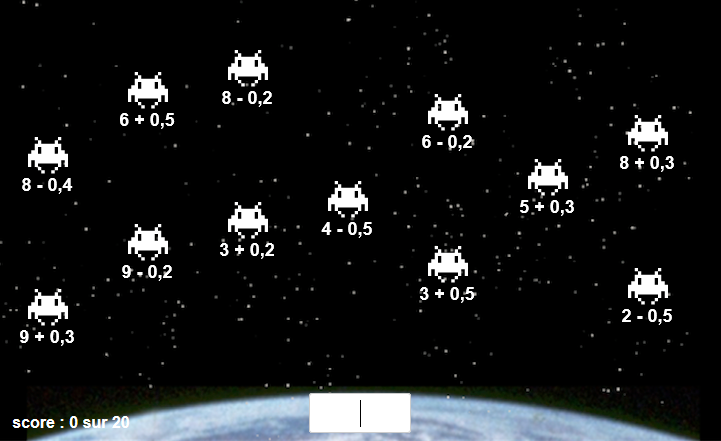 8 - 0,2
6 + 0,5
6 - 0,2
8 + 0,3
8 - 0,4
5 + 0,3
4 - 0,5
3 + 0,2
9 - 0,2
3 + 0,5
2 - 0,5
9 + 0,3
score : 0 sur 20